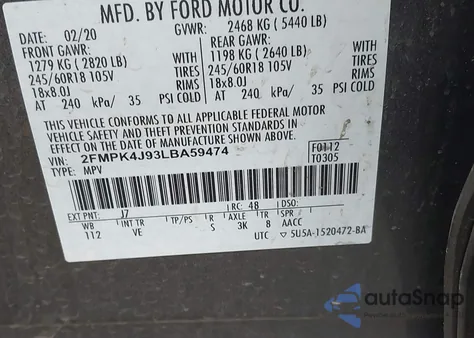 MFD. BY FORD MOTOR CO.
DATE: 02/20 GVWR: 2468 KG (5440 LB)
FRONT GAWR: REAR GAWR:
1279 KG (2820 LB) 1198 KG (2640 LB)
245/60R18 105V TIRES 245/60R18 105V TIRES
18x8.0J RIMS 18x8.0J RIMS
AT 240 kPa/ 35 PSI COLD AT 240 kPa/ 35 PSI COLD
THIS VEHICLE CONFORMS TO ALL APPLICABLE FEDERAL MOTOR
VEHICLE SAFETY AND THEFT PREVENTION STANDARDS IN
EFFECT ON THE DATE OF MANUFACTURE SHOWN ABOVE.
VIN: 2FMPK4J93LBA59474 F0112
TYPE: MPV T0305
EXT PNT: J7 RC: 48 DSO:
WB INT TR TP/PS R AXLE TR SPR
112 VE S 3K 8 AACC
UTC ▽ 5U5A-1520472-BA
autoSnap